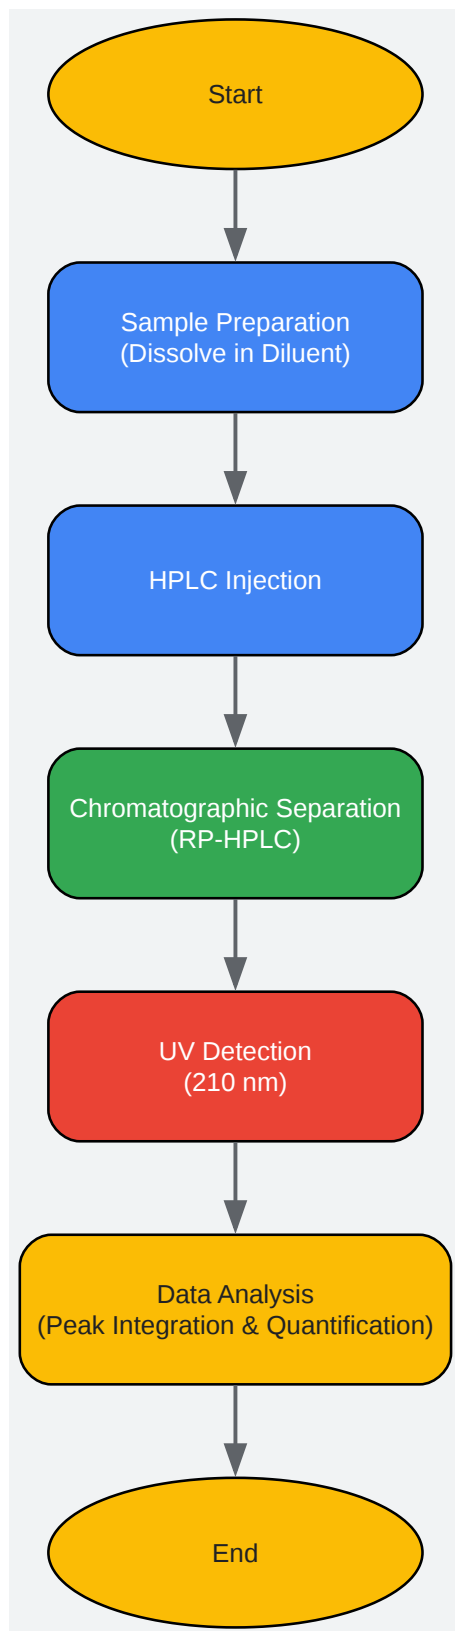 Start
Sample Preparation
(Dissolve in Diluent)
HPLC Injection
Chromatographic Separation
(RP-HPLC)
UV Detection
(210 nm)
Data Analysis
(Peak Integration & Quantification)
End